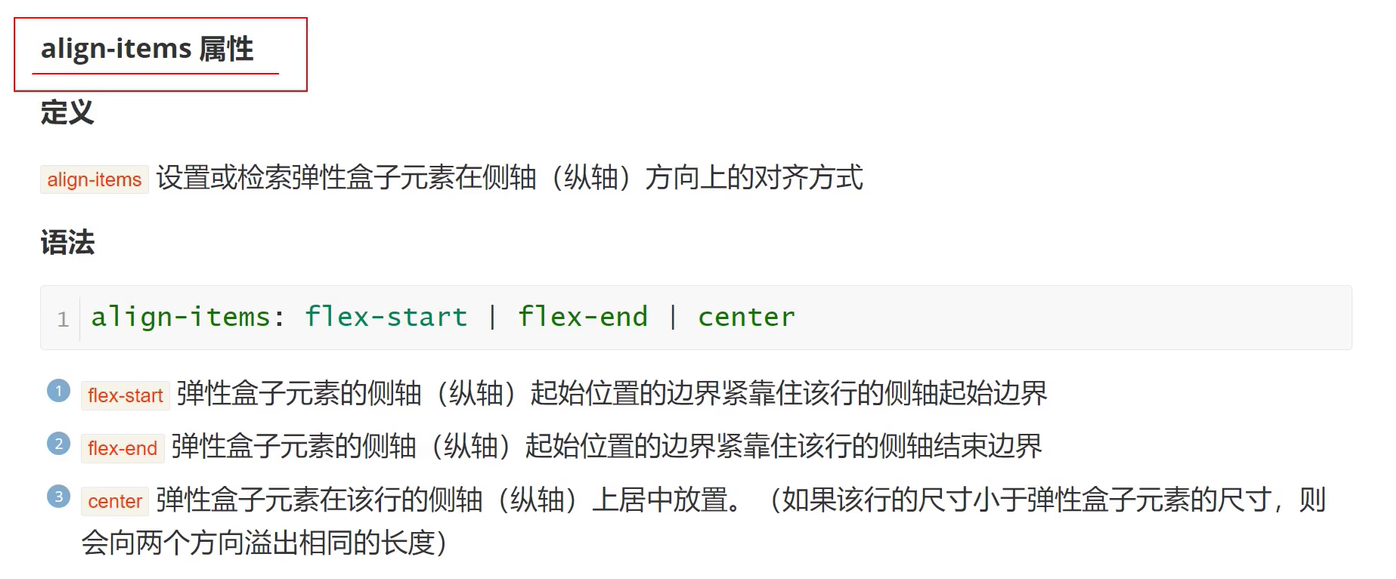 align-items 属性
定义
align-items 设置或检索弹性盒子元素在侧轴（纵轴）方向上的对齐方式
语法
1 align-items: flex-start | flex-end | center
1 flex-start 弹性盒子元素的侧轴（纵轴）起始位置的边界紧靠住该行的侧轴起始边界
2 flex-end 弹性盒子元素的侧轴（纵轴）起始位置的边界紧靠住该行的侧轴结束边界
3 center 弹性盒子元素在该行的侧轴（纵轴）上居中放置。（如果该行的尺寸小于弹性盒子元素的尺寸，则
会向两个方向溢出相同的长度）